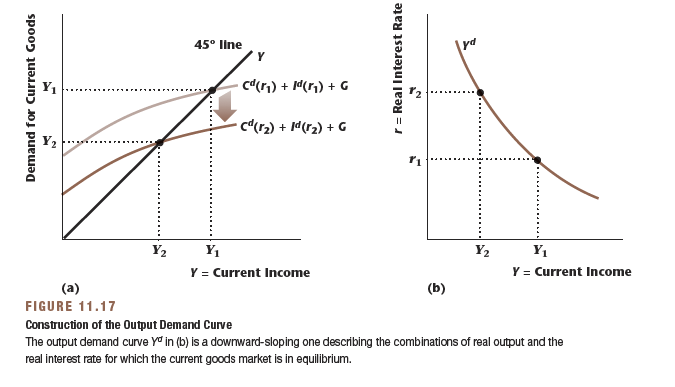 Demand for Current Goods
45° line
Y
Y₁
Cᵈ(r₁) + Iᵈ(r₁) + G
Cᵈ(r₂) + Iᵈ(r₂) + G
Y₂
Y₂
Y₁
Y = Current Income
(a)
r = Real Interest Rate
Yᵈ
r₂
r₁
Y₂
Y₁
Y = Current Income
(b)
FIGURE 11.17
Construction of the Output Demand Curve
The output demand curve Yᵈ in (b) is a downward-sloping one describing the combinations of real output and the
real interest rate for which the current goods market is in equilibrium.